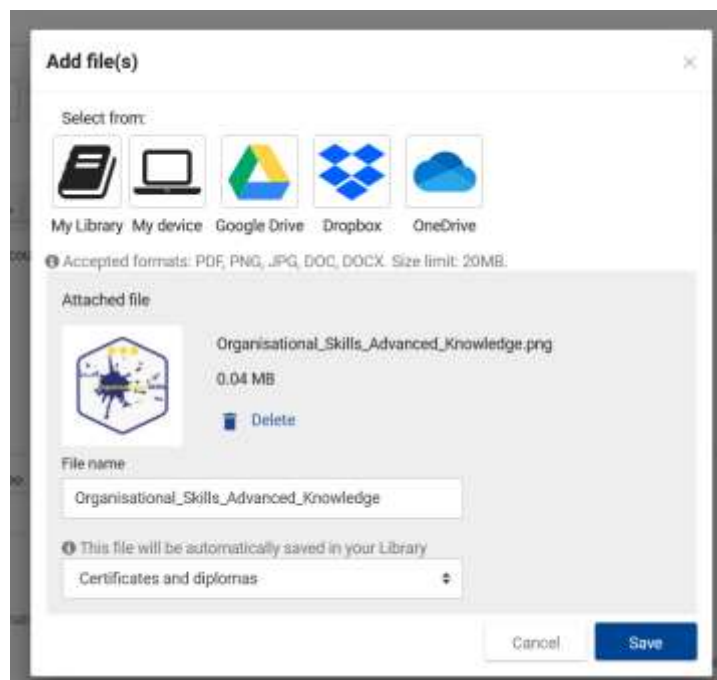 Add file(s)
Select from:
My Library My device Google Drive Dropbox OneDrive
Accepted formats: PDF, PNG, JPG, DOC, DOCX. Size limit: 20MB.
Attached file
Organisational_Skills_Advanced_Knowledge.png
0.04 MB
Delete
File name
Organisational_Skills_Advanced_Knowledge
This file will be automatically saved in your Library
Certificates and diplomas
Cancel Save